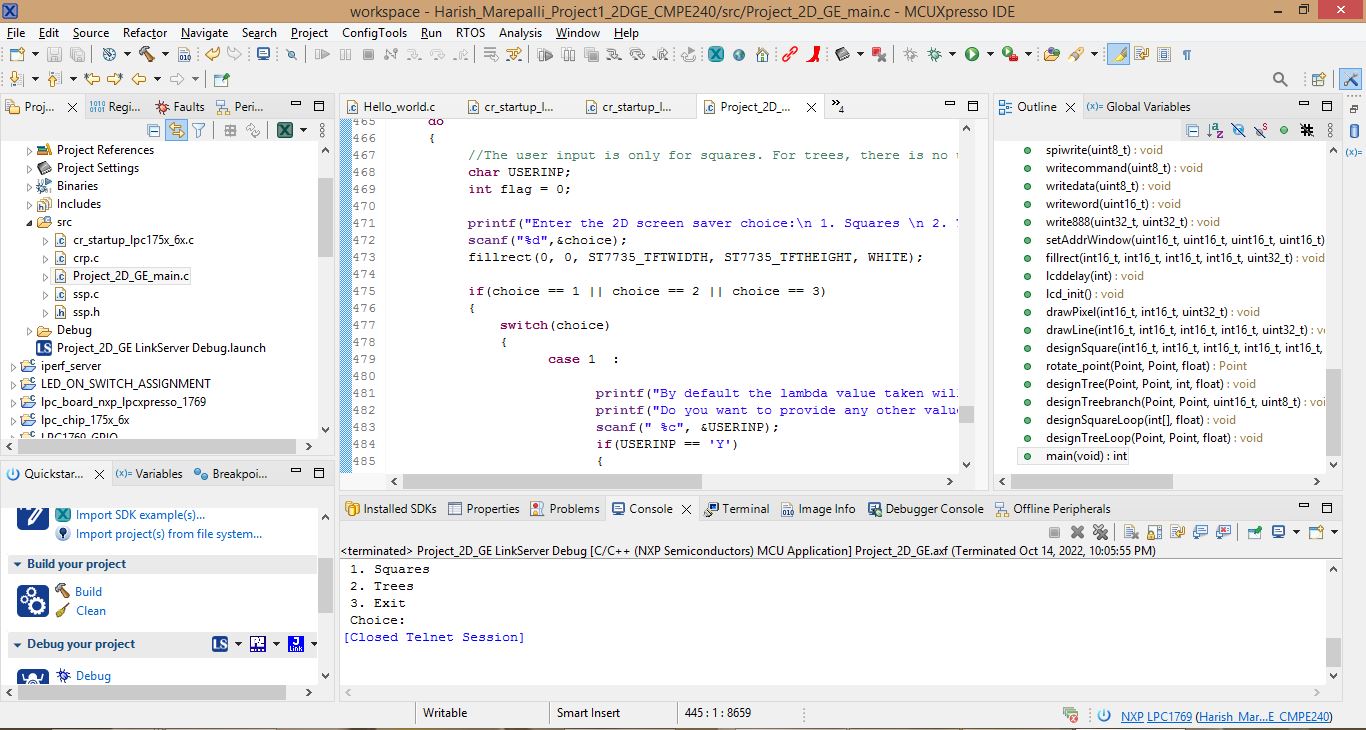 workspace - Harish_Marepalli_Project1_2DGE_CMPE240/src/Project_2D_GE_main.c - MCUXpresso IDE
File Edit Source Refactor Navigate Search Project ConfigTools Run RTOS Analysis Window Help
Proj... Regi... Faults Peri...
Project References
Project Settings
Binaries
Includes
src
cr_startup_lpc175x_6x.c
crp.c
Project_2D_GE_main.c
ssp.c
ssp.h
Debug
Project_2D_GE LinkServer Debug.launch
iperf_server
LED_ON_SWITCH_ASSIGNMENT
lpc_board_nxp_lpcxpresso_1769
lpc_chip_175x_6x
LPC1769_GPIO
Quickstar... (x)= Variables Breakpoi...
Import SDK example(s)...
Import project(s) from file system...
Build your project
Build
Clean
Debug your project
Debug
Hello_world.c cr_startup_l... cr_startup_l... Project_2D_... »4
465 do
466 {
467 //The user input is only for squares. For trees, there is no
468 char USERINP;
469 int flag = 0;
470
471 printf("Enter the 2D screen saver choice:\n 1. Squares \n 2.
472 scanf("%d",&choice);
473 fillrect(0, 0, ST7735_TFTWIDTH, ST7735_TFTHEIGHT, WHITE);
474
475 if(choice == 1 || choice == 2 || choice == 3)
476 {
477 switch(choice)
478 {
479 case 1 :
480
481 printf("By default the lambda value taken wil
482 printf("Do you want to provide any other valu
483 scanf(" %c", &USERINP);
484 if(USERINP == 'Y')
485 {
Outline (x)= Global Variables
spiwrite(uint8_t) : void
writecommand(uint8_t) : void
writedata(uint8_t) : void
writeword(uint16_t) : void
write888(uint32_t, uint32_t) : void
setAddrWindow(uint16_t, uint16_t, uint16_t, uint16_t)
fillrect(int16_t, int16_t, int16_t, int16_t, uint32_t) : void
lcddelay(int) : void
lcd_init() : void
drawPixel(int16_t, int16_t, uint32_t) : void
drawLine(int16_t, int16_t, int16_t, int16_t, uint32_t) : vo
designSquare(int16_t, int16_t, int16_t, int16_t, int16_t,
rotate_point(Point, Point, float) : Point
designTree(Point, Point, int, float) : void
designTreebranch(Point, Point, uint16_t, uint8_t) : voi
designSquareLoop(int[], float) : void
designTreeLoop(Point, Point, float) : void
main(void) : int
Installed SDKs Properties Problems Console Terminal Image Info Debugger Console Offline Peripherals
<terminated> Project_2D_GE LinkServer Debug [C/C++ (NXP Semiconductors) MCU Application] Project_2D_GE.axf (Terminated Oct 14, 2022, 10:05:55 PM)
1. Squares
2. Trees
3. Exit
Choice:
[Closed Telnet Session]
Writable Smart Insert 445 : 1 : 8659
NXP LPC1769 (Harish_Mar...E_CMPE240)